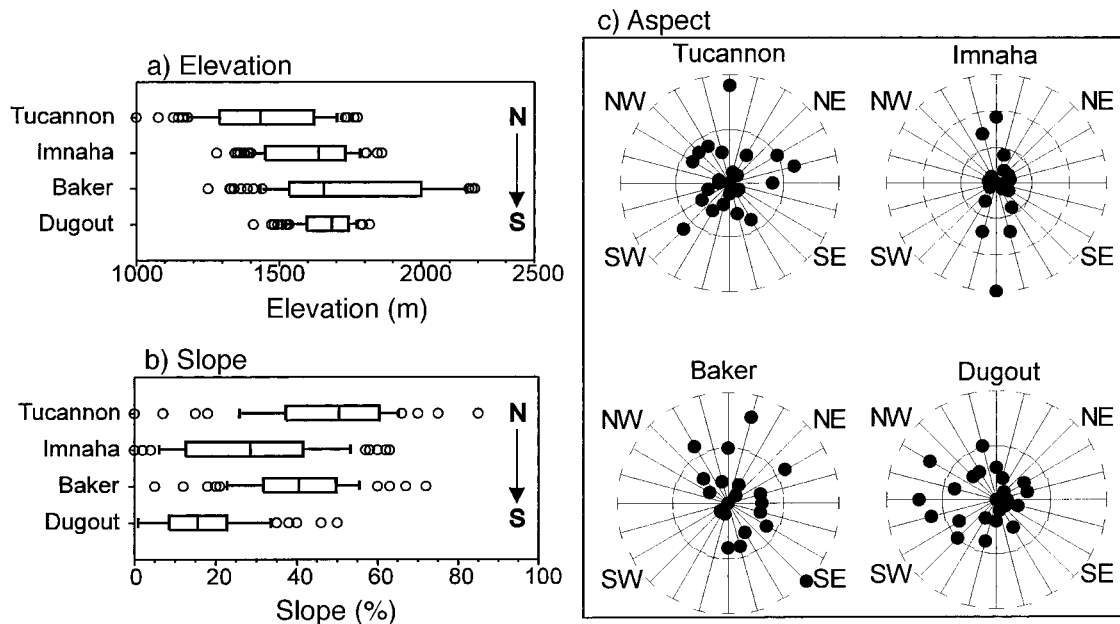 a) Elevation
Tucannon
Imnaha
Baker
Dugout
N
S
1000 1500 2000 2500
Elevation (m)
b) Slope
Tucannon
Imnaha
Baker
Dugout
N
S
0 20 40 60 80 100
Slope (%)
c) Aspect
Tucannon
NW NE
SW SE
Imnaha
NW NE
SW SE
Baker
NW NE
SW SE
Dugout
NW NE
SW SE